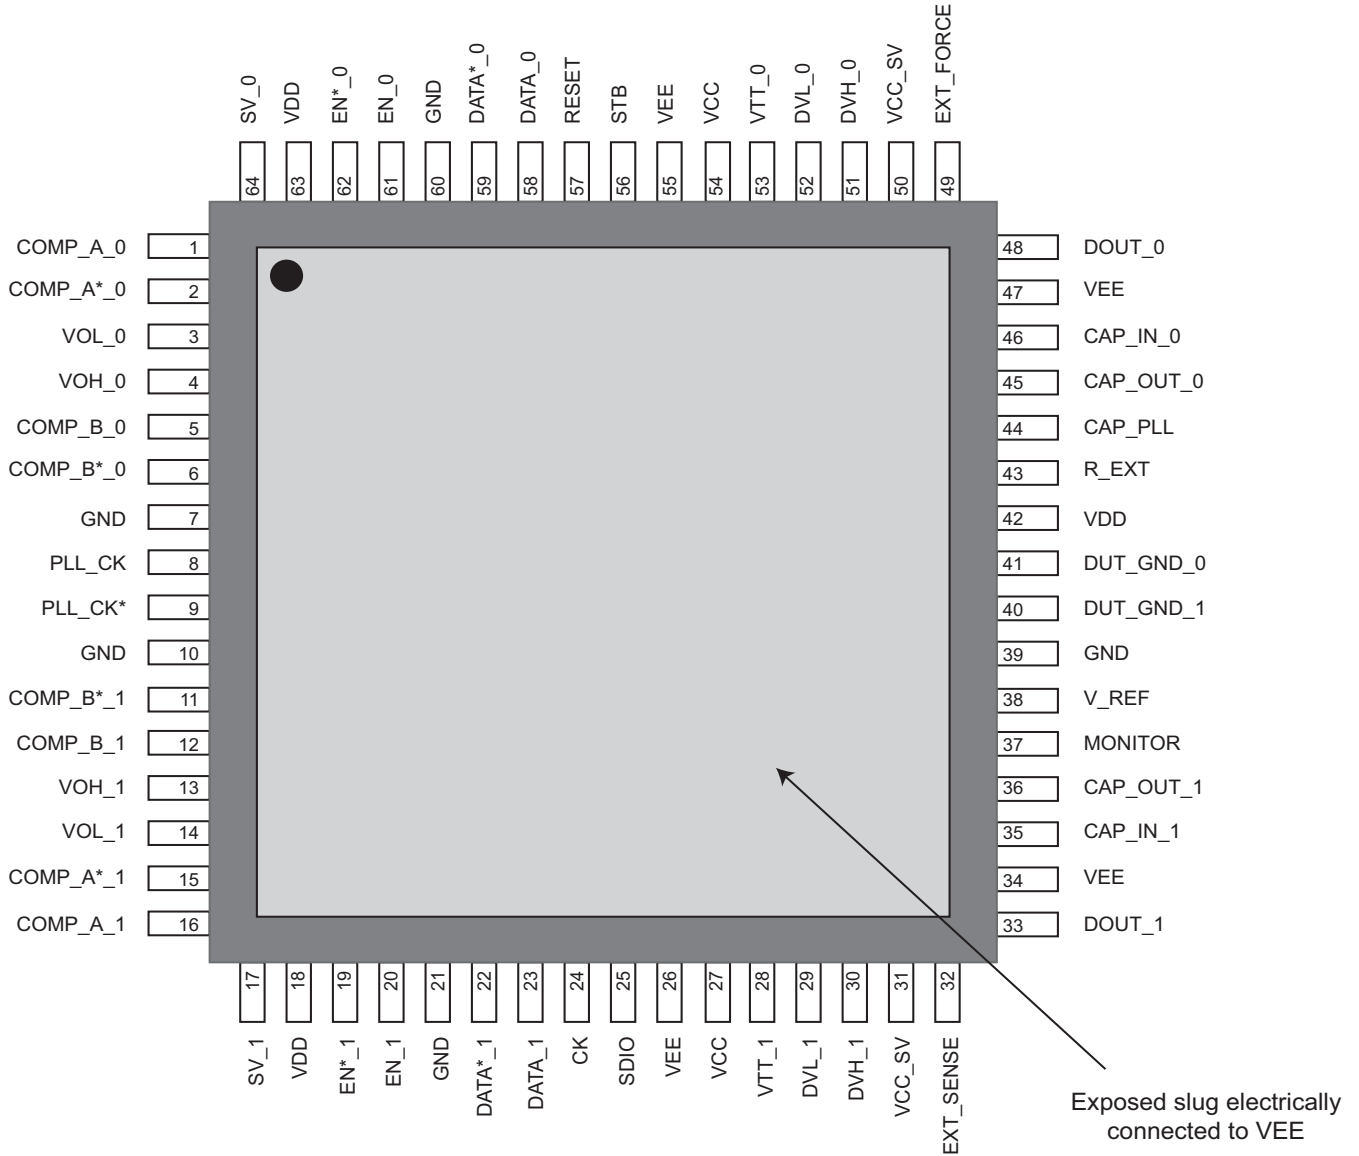 SV_0
VDD
EN*_0
EN_0
GND
DATA*_0
DATA_0
RESET
STB
VEE
VCC
VTT_0
DVL_0
DVH_0
VCC_SV
EXT_FORCE
64
63
62
61
60
59
58
57
56
55
54
53
52
51
50
49
COMP_A_0 1
COMP_A*_0 2
VOL_0 3
VOH_0 4
COMP_B_0 5
COMP_B*_0 6
GND 7
PLL_CK 8
PLL_CK* 9
GND 10
COMP_B*_1 11
COMP_B_1 12
VOH_1 13
VOL_1 14
COMP_A*_1 15
COMP_A_1 16
48 DOUT_0
47 VEE
46 CAP_IN_0
45 CAP_OUT_0
44 CAP_PLL
43 R_EXT
42 VDD
41 DUT_GND_0
40 DUT_GND_1
39 GND
38 V_REF
37 MONITOR
36 CAP_OUT_1
35 CAP_IN_1
34 VEE
33 DOUT_1
17
18
19
20
21
22
23
24
25
26
27
28
29
30
31
32
SV_1
VDD
EN*_1
EN_1
GND
DATA*_1
DATA_1
CK
SDIO
VEE
VCC
VTT_1
DVL_1
DVH_1
VCC_SV
EXT_SENSE
Exposed slug electrically
connected to VEE